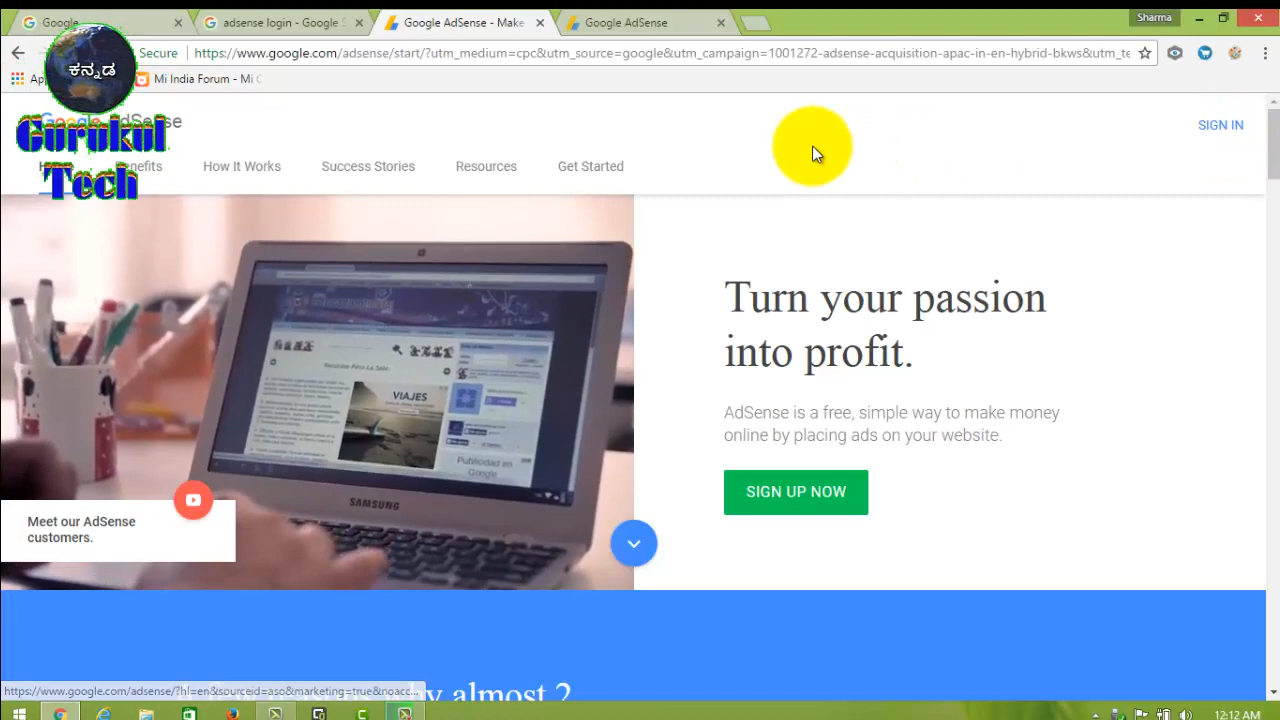 Google
adsense login - Google S
Google AdSense - Make
Google AdSense
Sharma
Secure
https://www.google.com/adsense/start/?utm_medium=cpc&utm_source=google&utm_campaign=1001272-adsense-acquisition-apac-in-en-hybrid-bkws&utm_te
Mi India Forum - Mi C
ಕನ್ನಡ
Gurukul
Tech
AdSense
SIGN IN
Benefits
How It Works
Success Stories
Resources
Get Started
Turn your passion
into profit.
AdSense is a free, simple way to make money
online by placing ads on your website.
SIGN UP NOW
VIAJES
Publicidad en
Google
SAMSUNG
Meet our AdSense
customers.
why almost 2
https://www.google.com/adsense/?hl=en&sourceid=aso&marketing=true&noacc...
12:12 AM